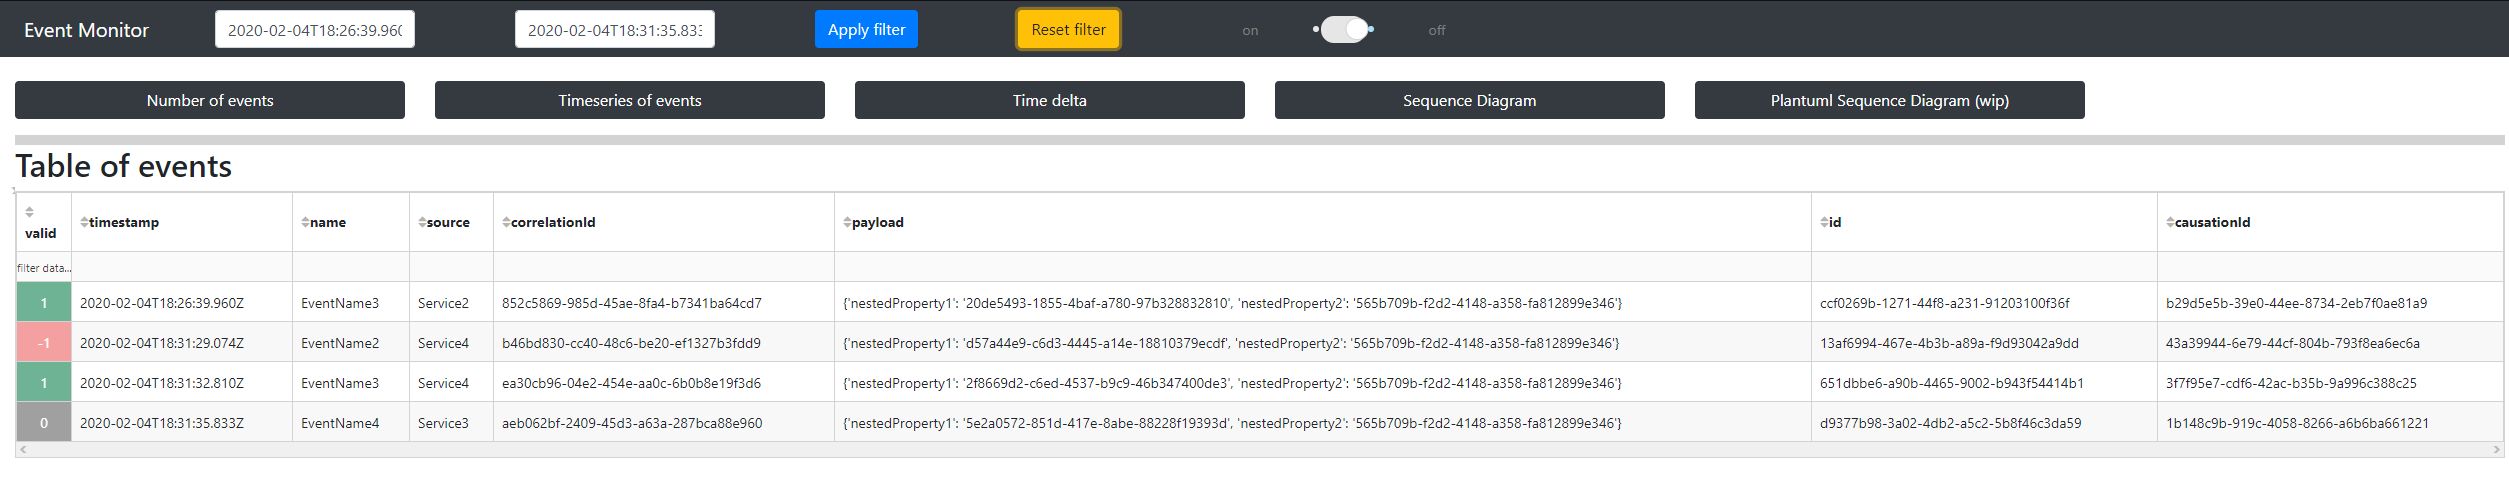 Event Monitor 2020-02-04T18:26:39.960 2020-02-04T18:31:35.833 Apply filter Reset filter on off
Number of events Timeseries of events Time delta Sequence Diagram Plantuml Sequence Diagram (wip)
Table of events
valid timestamp name source correlationId payload id causationId
filter data...
1 2020-02-04T18:26:39.960Z EventName3 Service2 852c5869-985d-45ae-8fa4-b7341ba64cd7 {'nestedProperty1': '20de5493-1855-4baf-a780-97b328832810', 'nestedProperty2': '565b709b-f2d2-4148-a358-fa812899e346'} ccf0269b-1271-44f8-a231-91203100f36f b29d5e5b-39e0-44ee-8734-2eb7f0ae81a9
-1 2020-02-04T18:31:29.074Z EventName2 Service4 b46bd830-cc40-48c6-be20-ef1327b3fdd9 {'nestedProperty1': 'd57a44e9-c6d3-4445-a14e-18810379ecdf', 'nestedProperty2': '565b709b-f2d2-4148-a358-fa812899e346'} 13af6994-467e-4b3b-a89a-f9d93042a9dd 43a39944-6e79-44cf-804b-793f8ea6ec6a
1 2020-02-04T18:31:32.810Z EventName3 Service4 ea30cb96-04e2-454e-aa0c-6b0b8e19f3d6 {'nestedProperty1': '2f8669d2-c6ed-4537-b9c9-46b347400de3', 'nestedProperty2': '565b709b-f2d2-4148-a358-fa812899e346'} 651dbbe6-a90b-4465-9002-b943f54414b1 3f7f95e7-cdf6-42ac-b35b-9a996c388c25
0 2020-02-04T18:31:35.833Z EventName4 Service3 aeb062bf-2409-45d3-a63a-287bca88e960 {'nestedProperty1': '5e2a0572-851d-417e-8abe-88228f19393d', 'nestedProperty2': '565b709b-f2d2-4148-a358-fa812899e346'} d9377b98-3a02-4db2-a5c2-5b8f46c3da59 1b148c9b-919c-4058-8266-a6b6ba661221